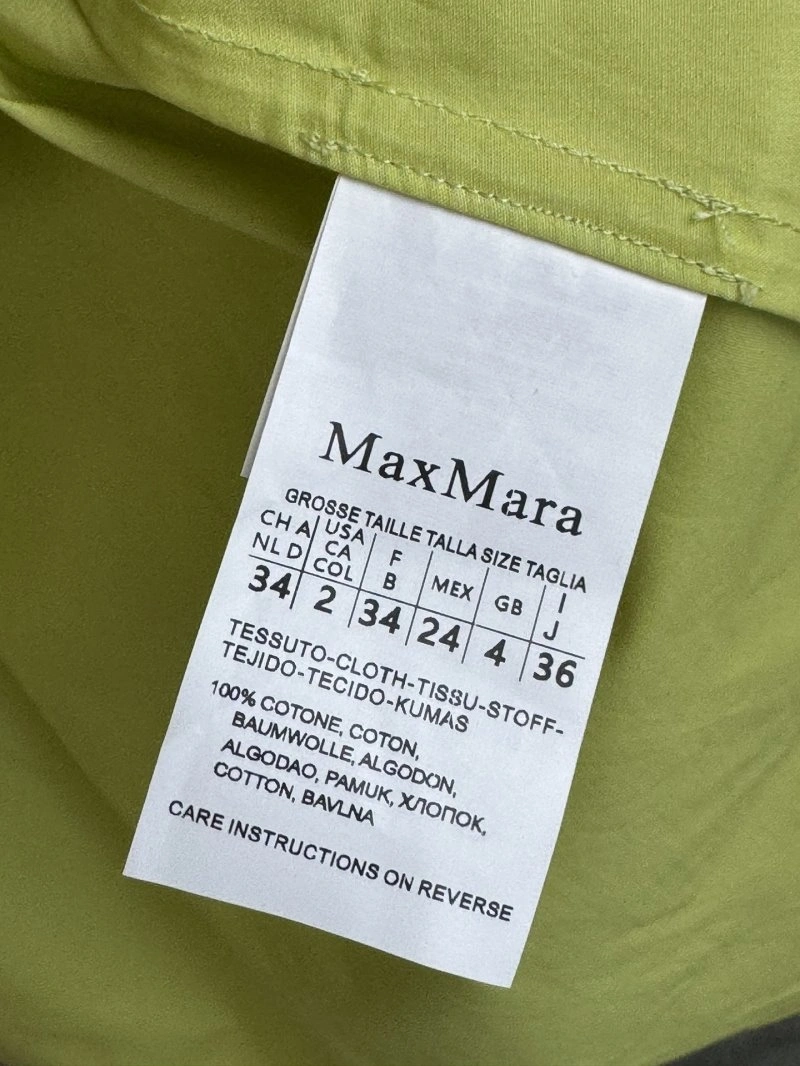 MaxMara
GROSSE TAILLE TALLA SIZE TAGLIA
CH A NL D | USA CA COL | F B | MEX | GB | I J
34 | 2 | 34 | 24 | 4 | 36
TESSUTO-CLOTH-TISSU-STOFF-
TEJIDO-TECIDO-KUMAS
100% COTONE, COTON,
BAUMWOLLE, ALGODON,
ALGODAO, PAMUK, ХЛОПОК,
COTTON, BAVLNA
CARE INSTRUCTIONS ON REVERSE